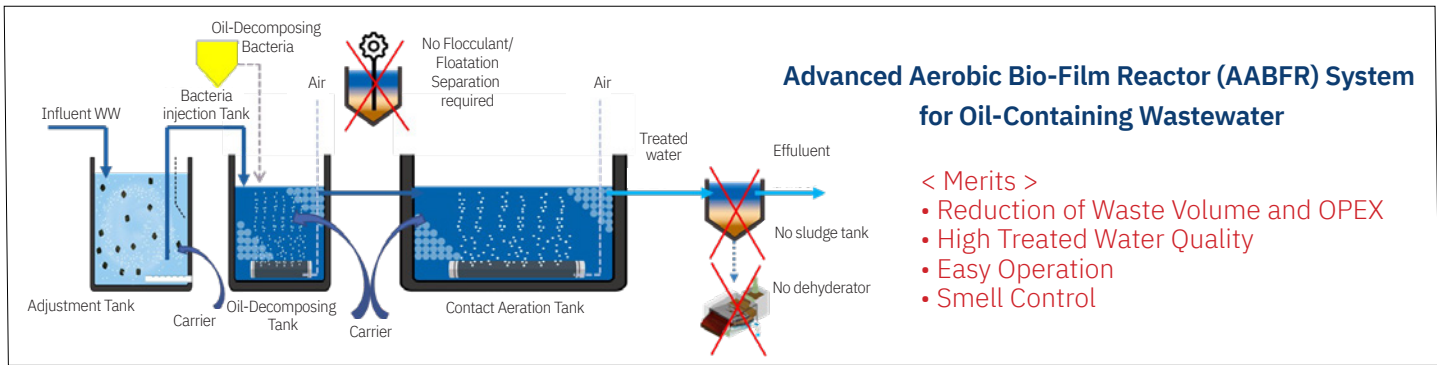 Oil-Decomposing
Bacteria
Bacteria
injection Tank
Influent WW
Air
No Flocculant/
Floatation
Separation
required
Air
Treated
water
Effuluent
No sludge tank
No dehyderator
Adjustment Tank
Carrier
Oil-Decomposing
Tank
Carrier
Contact Aeration Tank
Advanced Aerobic Bio-Film Reactor (AABFR) System
for Oil-Containing Wastewater
< Merits >
• Reduction of Waste Volume and OPEX
• High Treated Water Quality
• Easy Operation
• Smell Control